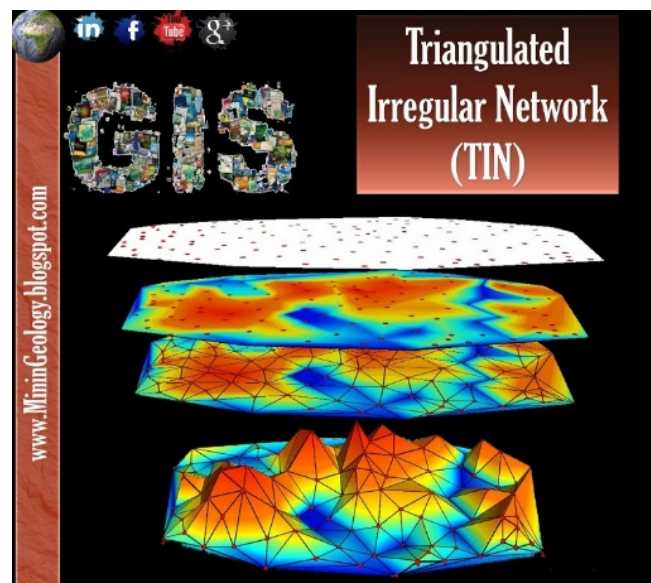 in f You Tube g+
GIS
Triangulated
Irregular Network
(TIN)
www.MininGeology.blogspot.com